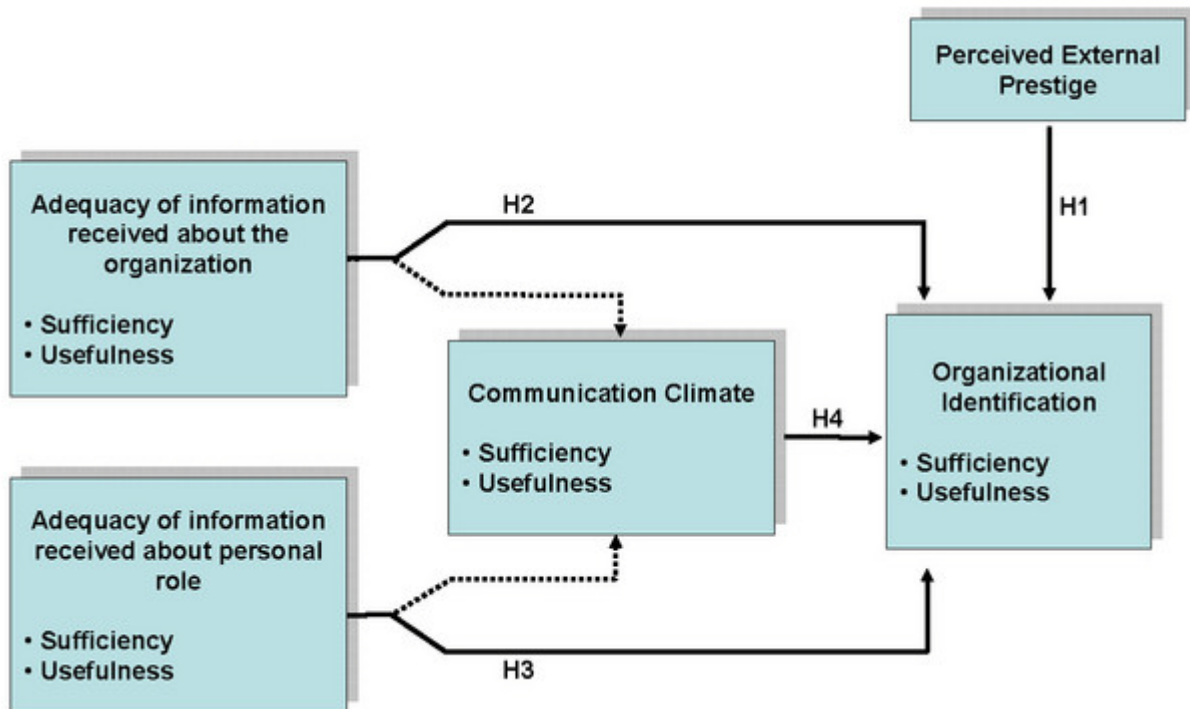 Perceived External
Prestige
H1
Adequacy of information
received about the
organization
• Sufficiency
• Usefulness
H2
Communication Climate
• Sufficiency
• Usefulness
H4
Organizational
Identification
• Sufficiency
• Usefulness
Adequacy of information
received about personal
role
• Sufficiency
• Usefulness
H3